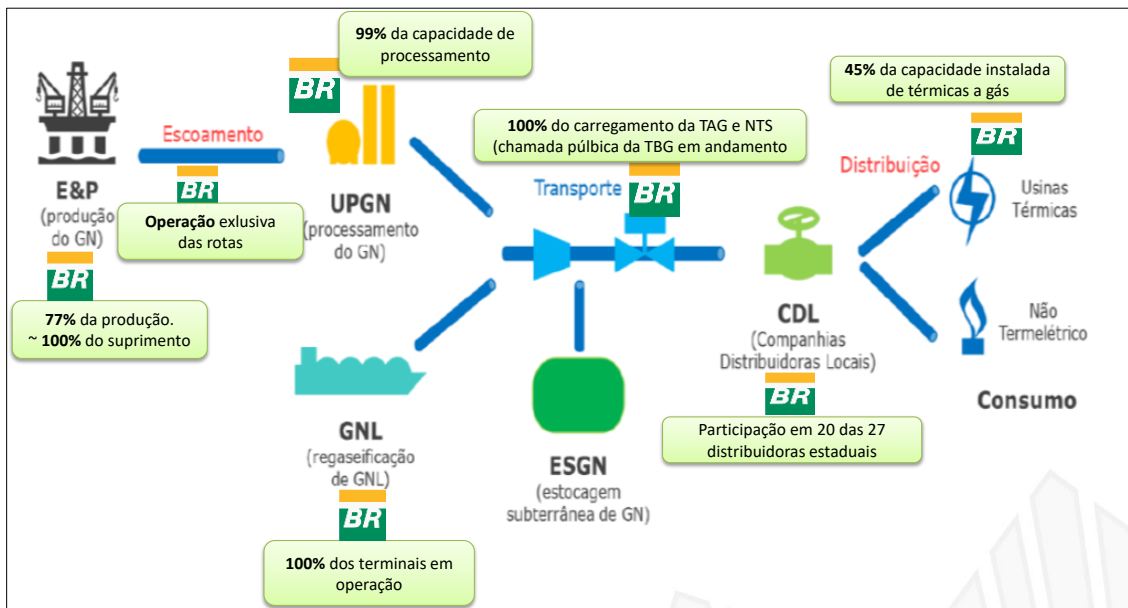 99% da capacidade de
processamento
BR
45% da capacidade instalada
de térmicas a gás
BR
100% do carregamento da TAG e NTS
(chamada púlbica da TBG em andamento
BR
Escoamento
BR
Operação exlusiva
das rotas
E&P
(produção
do GN)
BR
77% da produção.
~ 100% do suprimento
UPGN
(processamento
do GN)
Transporte
Distribuição
Usinas
Térmicas
Não
Termelétrico
Consumo
CDL
(Companhias
Distribuidoras Locais)
BR
Participação em 20 das 27
distribuidoras estaduais
GNL
(regaseificação
de GNL)
BR
100% dos terminais em
operação
ESGN
(estocagem
subterrânea de GN)